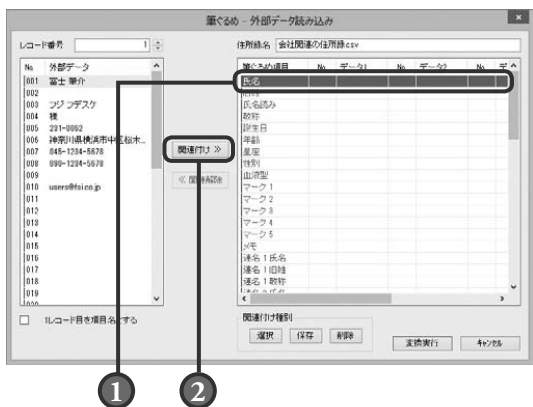 筆ぐるめ - 外部データ読み込み
レコード番号 1
住所録名 会社関連の住所録csv
No. 外部データ
001 富士 筆介
002
003 フジ フデスケ
004 様
005 231-0062
006 神奈川県横浜市中区桜木...
007 045-1234-5678
008 090-1234-5678
009
010 users@fsi.co.jp
011
012
013
014
015
016
017
018
019
関連付け ≫
≪ 関連解除
筆ぐるめ項目 No. データ1 No. データ2 No.
氏名
旧姓
氏名読み
敬称
誕生日
年齢
星座
性別
血液型
マーク1
マーク2
マーク3
マーク4
マーク5
メモ
連名1氏名
連名1旧姓
連名1敬称
1レコード目を項目名とする
関連付け種別
選択 保存 削除
変換実行 キャンセル
1 2